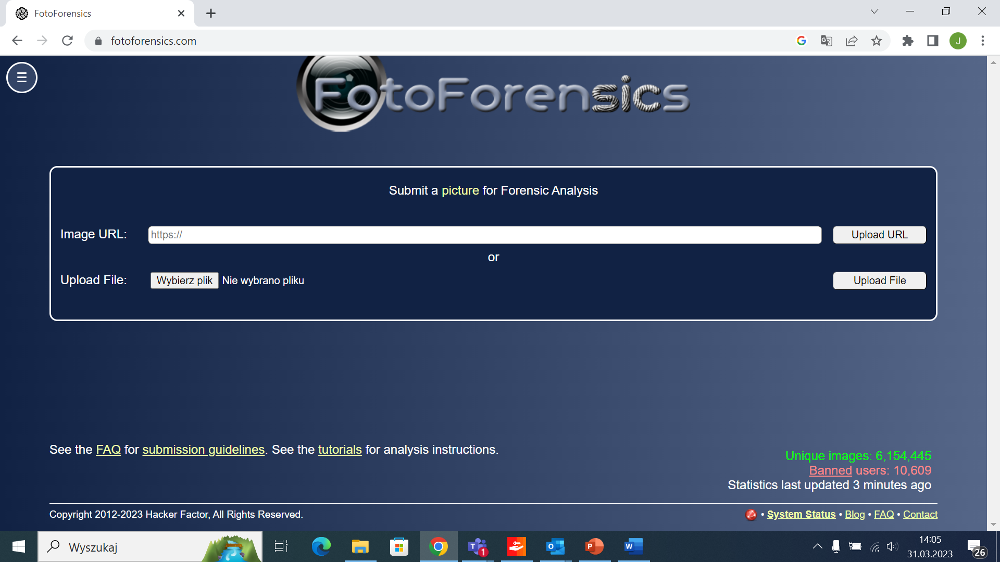 FotoForensics
fotoforensics.com
J
FotoForensics
Submit a picture for Forensic Analysis
Image URL: https:// Upload URL
or
Upload File: Wybierz plik Nie wybrano pliku Upload File
See the FAQ for submission guidelines. See the tutorials for analysis instructions.
Unique images: 6,154,445
Banned users: 10,609
Statistics last updated 3 minutes ago
Copyright 2012-2023 Hacker Factor, All Rights Reserved.
• System Status • Blog • FAQ • Contact
Wyszukaj
T 1
O
P
W
14:05
31.03.2023
26